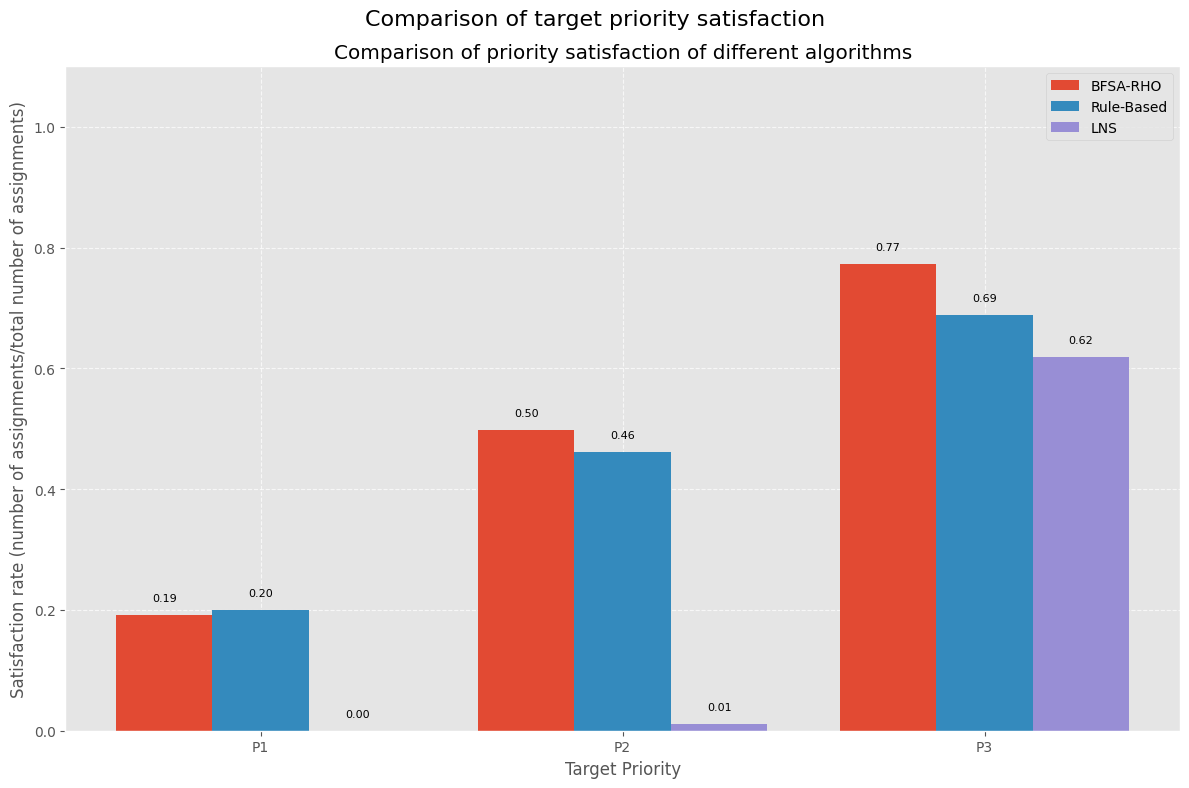 Comparison of target priority satisfaction
Comparison of priority satisfaction of different algorithms
BFSA-RHO
Rule-Based
LNS
Satisfaction rate (number of assignments/total number of assignments)
1.0
0.8
0.6
0.4
0.2
0.0
0.19
0.20
0.00
0.50
0.46
0.01
0.77
0.69
0.62
P1
P2
P3
Target Priority